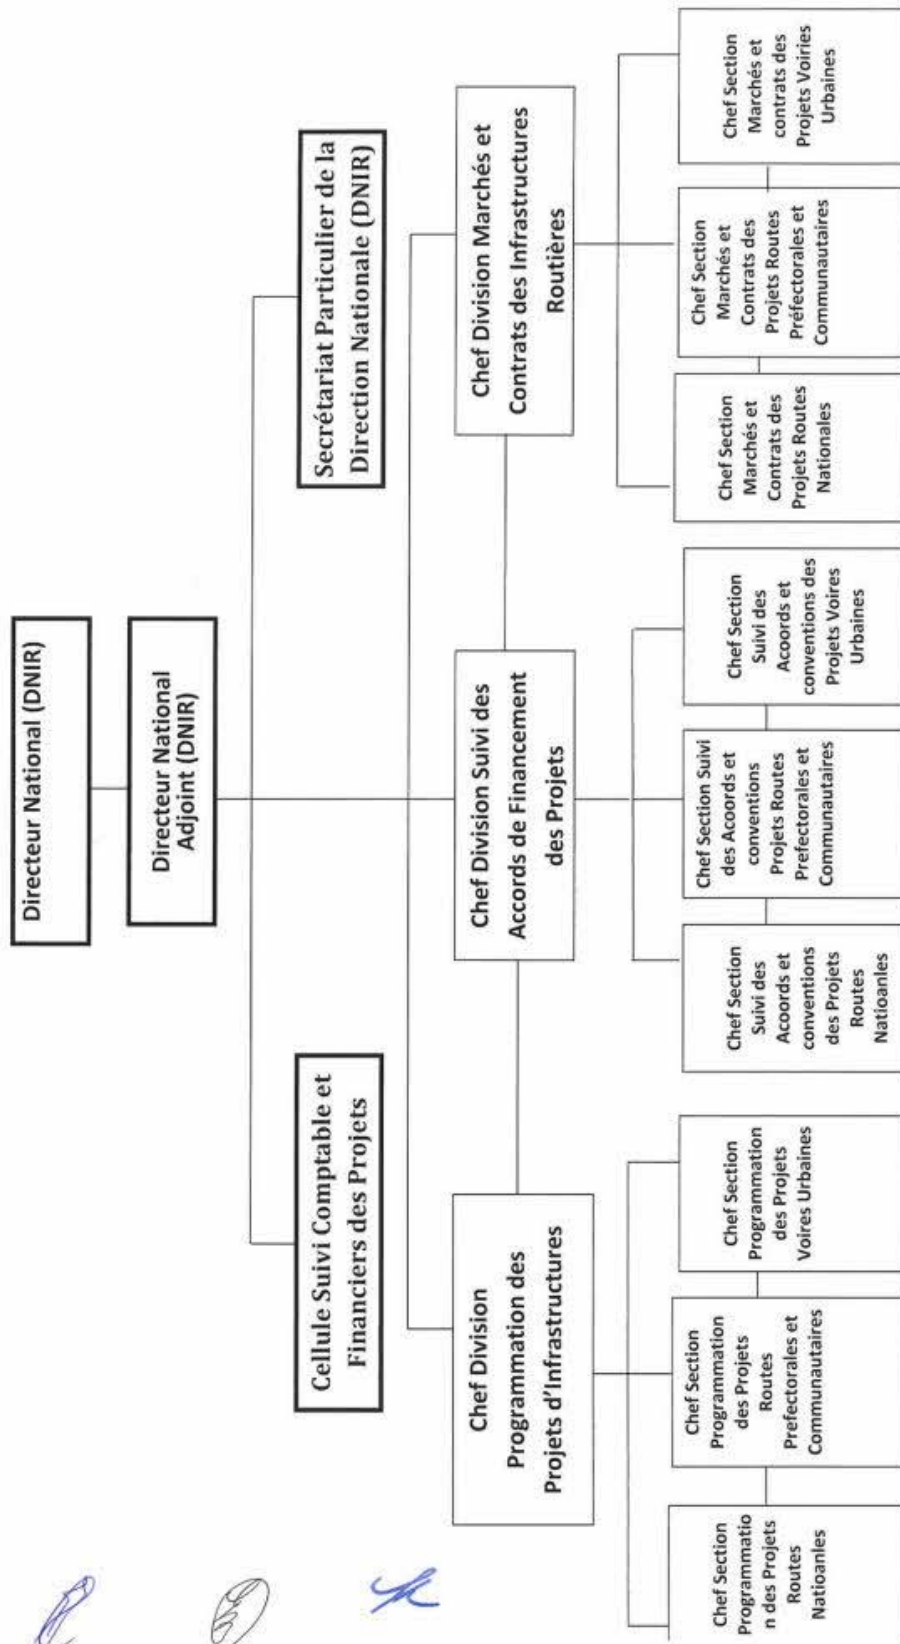 Directeur National (DNIR)
Directeur National
Adjoint (DNIR)
Cellule Suivi Comptable et
Financiers des Projets
Secrétariat Particulier de la
Direction Nationale (DNIR)
Chef Division
Programmation des
Projets d'Infrastructures
Chef Division Suivi des
Accords de Financement
des Projets
Chef Division Marchés et
Contrats des Infrastructures
Routières
Chef Section
Programmatio
n des Projets
Routes
Natioanles
Chef Section
Programmation
des Projets
Routes
Prefectorales et
Communautaires
Chef Section
Programmation
des Projets
Voires Urbaines
Chef Section
Suivi des
Acoords et
conventions
des Projets
Routes
Natioanles
Chef Section Suivi
des Acoords et
conventions
Projets Routes
Prefectorales et
Communautaires
Chef Section
Suivi des
Acoords et
conventions des
Projets Voires
Urbaines
Chef Section
Marchés et
Contrats des
Projets Routes
Nationales
Chef Section
Marchés et
Contrats des
Projets Routes
Préfectorales et
Communautaires
Chef Section
Marchés et
contrats des
Projets Voiries
Urbaines